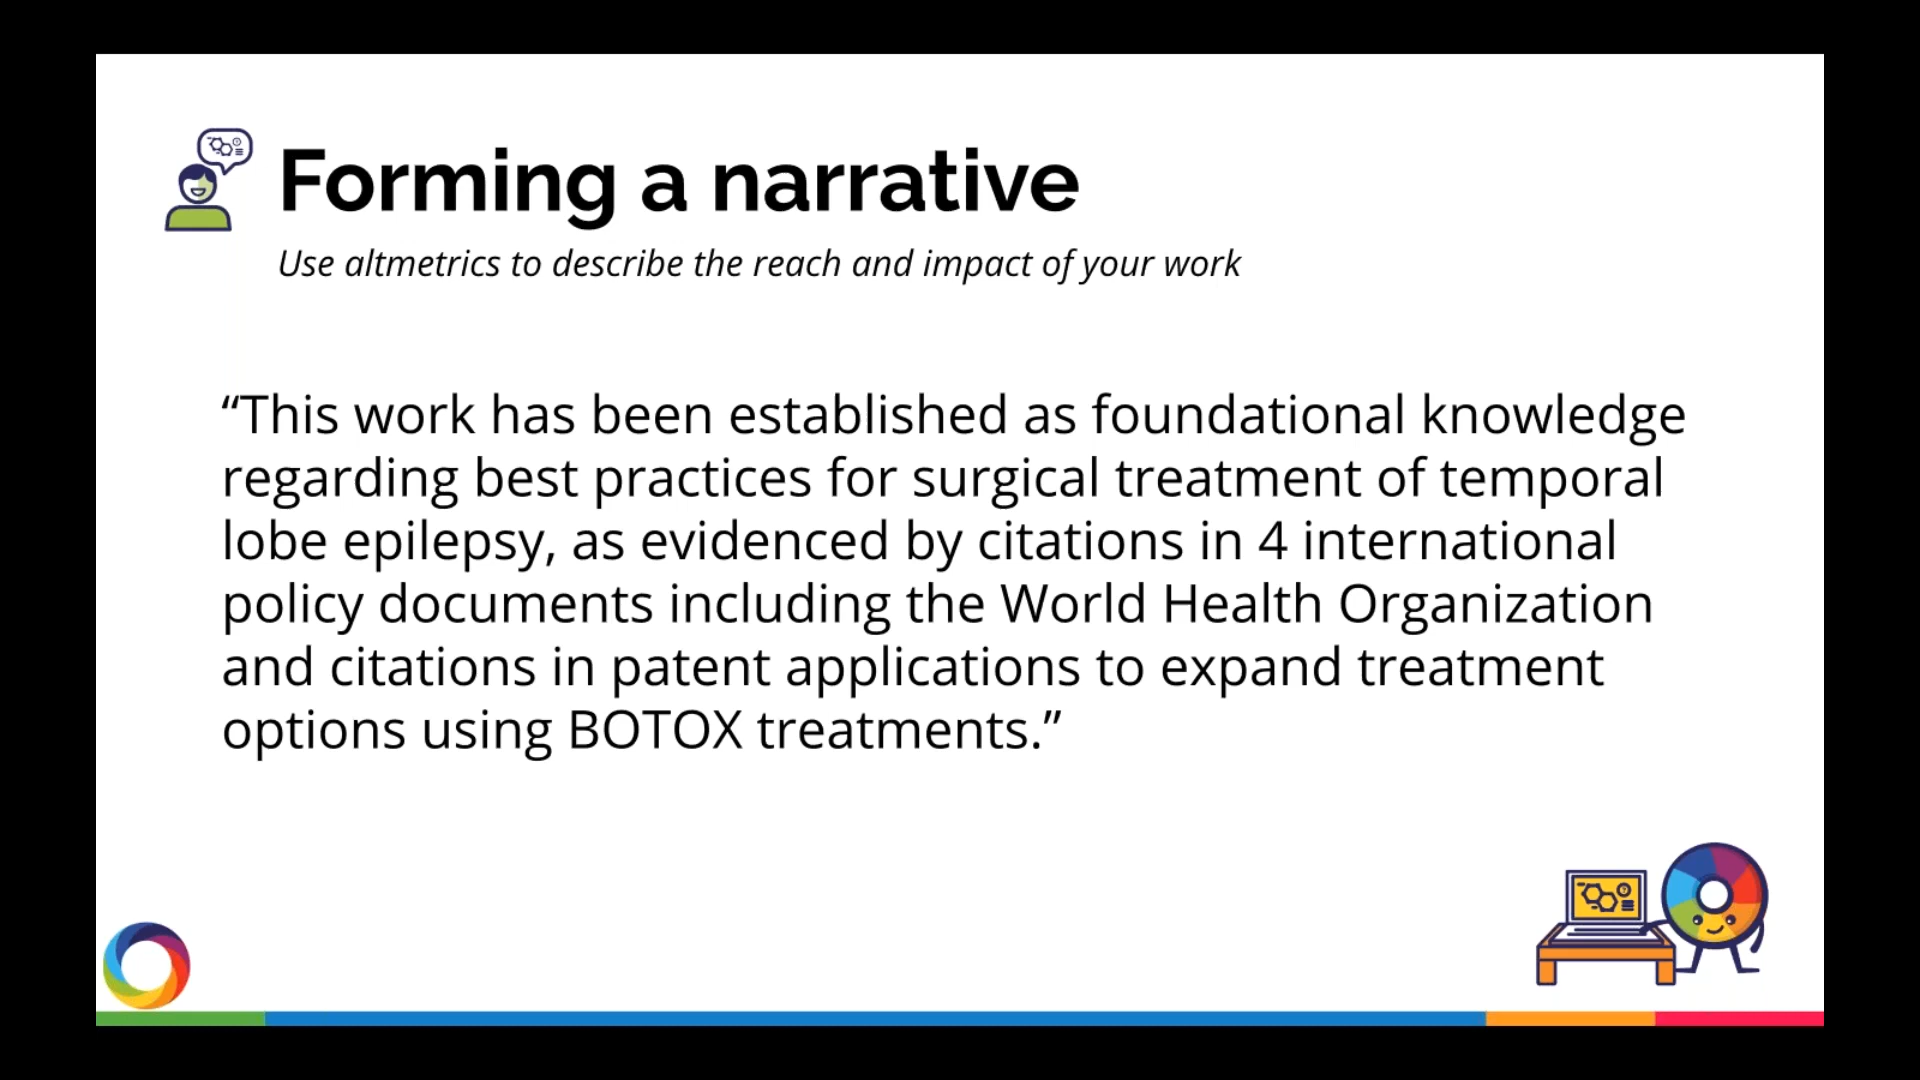 Forming a narrative
Use altmetrics to describe the reach and impact of your work
“This work has been established as foundational knowledge
regarding best practices for surgical treatment of temporal
lobe epilepsy, as evidenced by citations in 4 international
policy documents including the World Health Organization
and citations in patent applications to expand treatment
options using BOTOX treatments.”